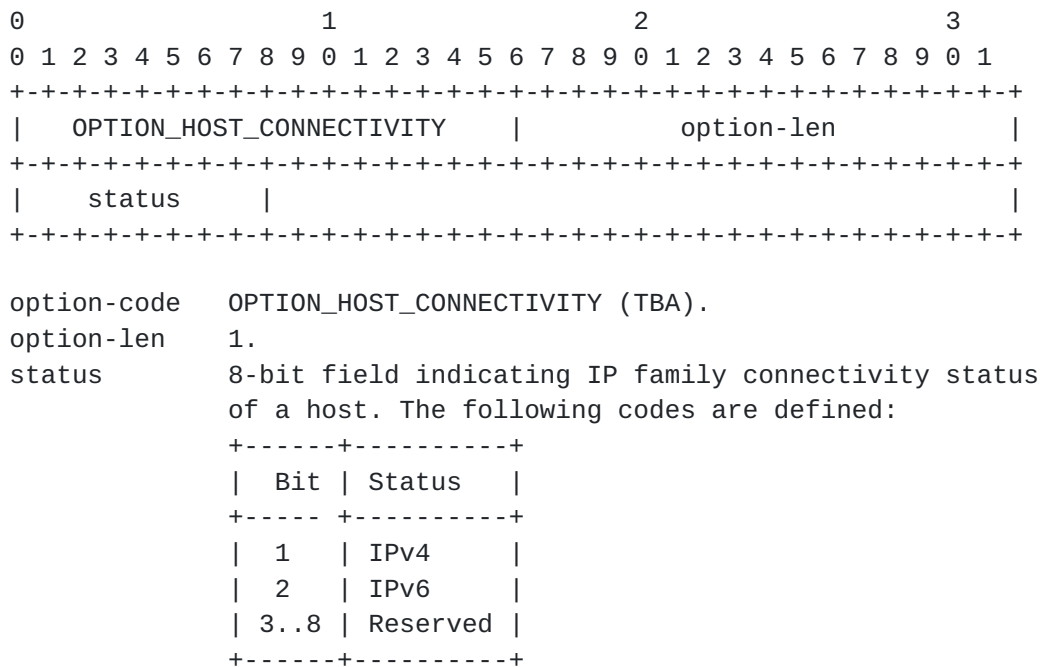 0                   1                   2                   3
0 1 2 3 4 5 6 7 8 9 0 1 2 3 4 5 6 7 8 9 0 1 2 3 4 5 6 7 8 9 0 1
+-+-+-+-+-+-+-+-+-+-+-+-+-+-+-+-+-+-+-+-+-+-+-+-+-+-+-+-+-+-+-+-+
|   OPTION_HOST_CONNECTIVITY    |          option-len           |
+-+-+-+-+-+-+-+-+-+-+-+-+-+-+-+-+-+-+-+-+-+-+-+-+-+-+-+-+-+-+-+-+
|    status     |                                               |
+-+-+-+-+-+-+-+-+-+-+-+-+-+-+-+-+-+-+-+-+-+-+-+-+-+-+-+-+-+-+-+-+

option-code   OPTION_HOST_CONNECTIVITY (TBA).
option-len    1.
status        8-bit field indicating IP family connectivity status
              of a host. The following codes are defined:
              +------+----------+
              |  Bit | Status   |
              +----- +----------+
              |  1   | IPv4     |
              |  2   | IPv6     |
              | 3..8 | Reserved |
              +------+----------+